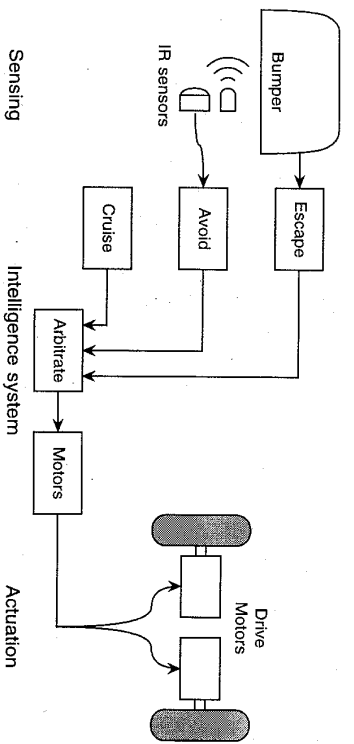 Bumper
IR sensors
Escape
Avoid
Cruise
Arbitrate
Motors
Drive
Motors
Sensing
Intelligence system
Actuation